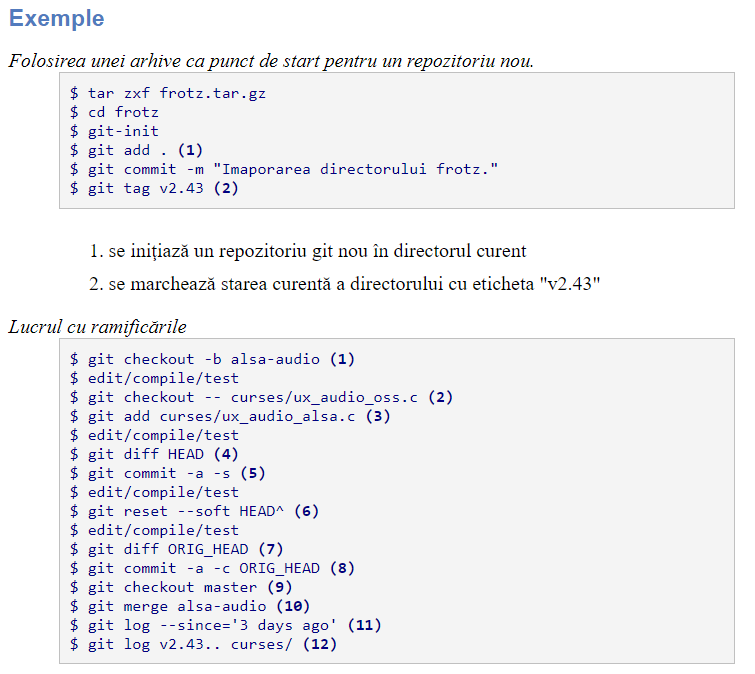 Exemple
Folosirea unei arhive ca punct de start pentru un repozitoriu nou.
$ tar zxf frotz.tar.gz
$ cd frotz
$ git-init
$ git add . (1)
$ git commit -m "Imaporarea directorului frotz."
$ git tag v2.43 (2)
1. se iniţiază un repozitoriu git nou în directorul curent
2. se marchează starea curentă a directorului cu eticheta "v2.43"
Lucrul cu ramificările
$ git checkout -b alsa-audio (1)
$ edit/compile/test
$ git checkout -- curses/ux_audio_oss.c (2)
$ git add curses/ux_audio_alsa.c (3)
$ edit/compile/test
$ git diff HEAD (4)
$ git commit -a -s (5)
$ edit/compile/test
$ git reset --soft HEAD^ (6)
$ edit/compile/test
$ git diff ORIG_HEAD (7)
$ git commit -a -c ORIG_HEAD (8)
$ git checkout master (9)
$ git merge alsa-audio (10)
$ git log --since='3 days ago' (11)
$ git log v2.43.. curses/ (12)